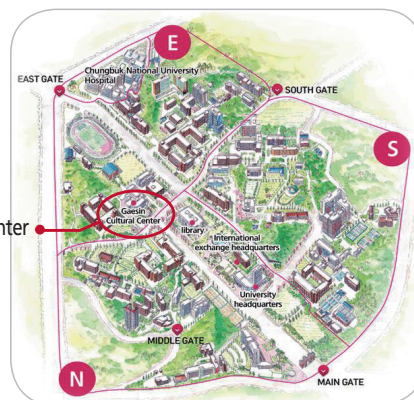 E
Chungbuk National University
Hospital
EAST GATE
SOUTH GATE
S
Gaesin
Cultural Center
nter
library
International
exchange headquarters
University
headquarters
MIDDLE GATE
N
MAIN GATE